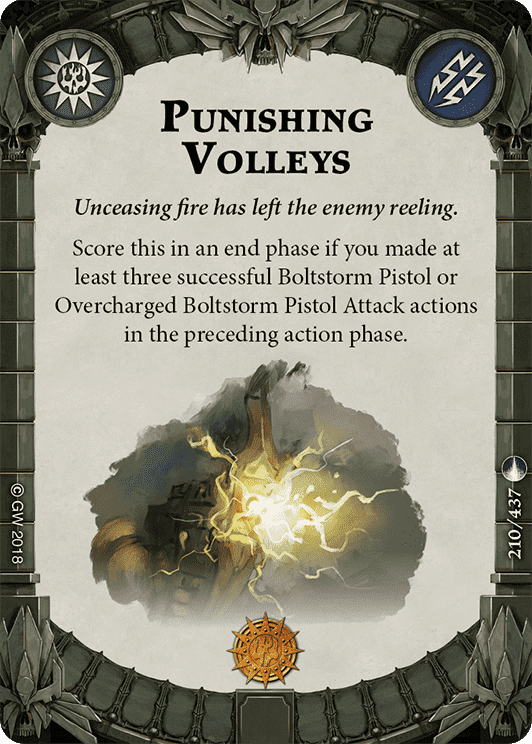 Punishing
Volleys
Unceasing fire has left the enemy reeling.
Score this in an end phase if you made at
least three successful Boltstorm Pistol or
Overcharged Boltstorm Pistol Attack actions
in the preceding action phase.
© GW 2018
210/437